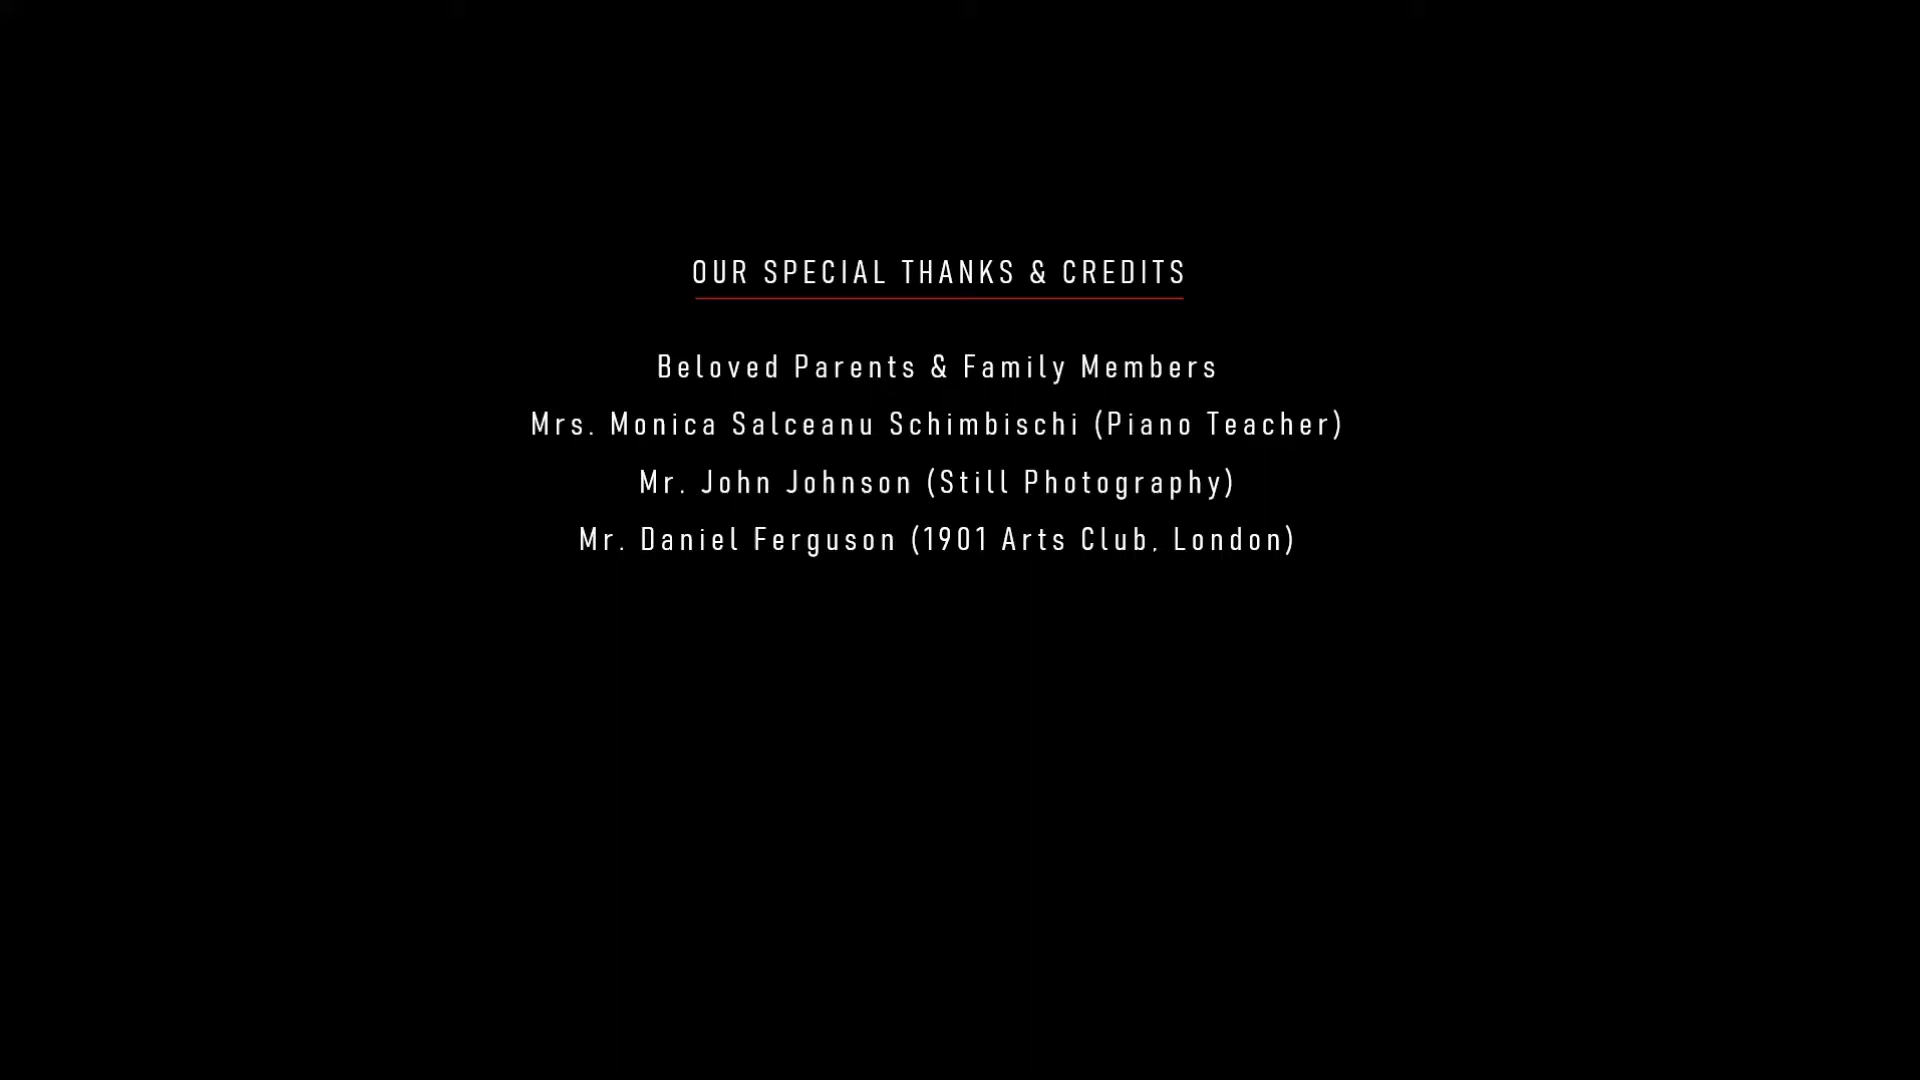 OUR SPECIAL THANKS & CREDITS
Beloved Parents & Family Members
Mrs. Monica Salceanu Schimbischi (Piano Teacher)
Mr. John Johnson (Still Photography)
Mr. Daniel Ferguson (1901 Arts Club, London)